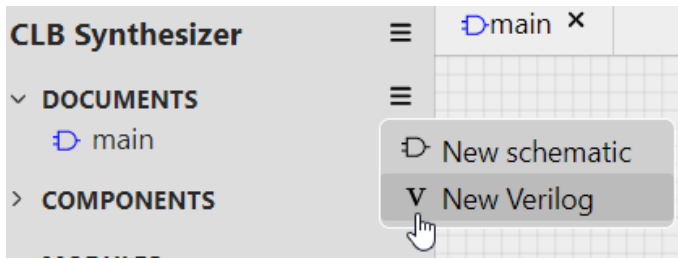 CLB Synthesizer
main ×
DOCUMENTS
main
New schematic
COMPONENTS
V New Verilog